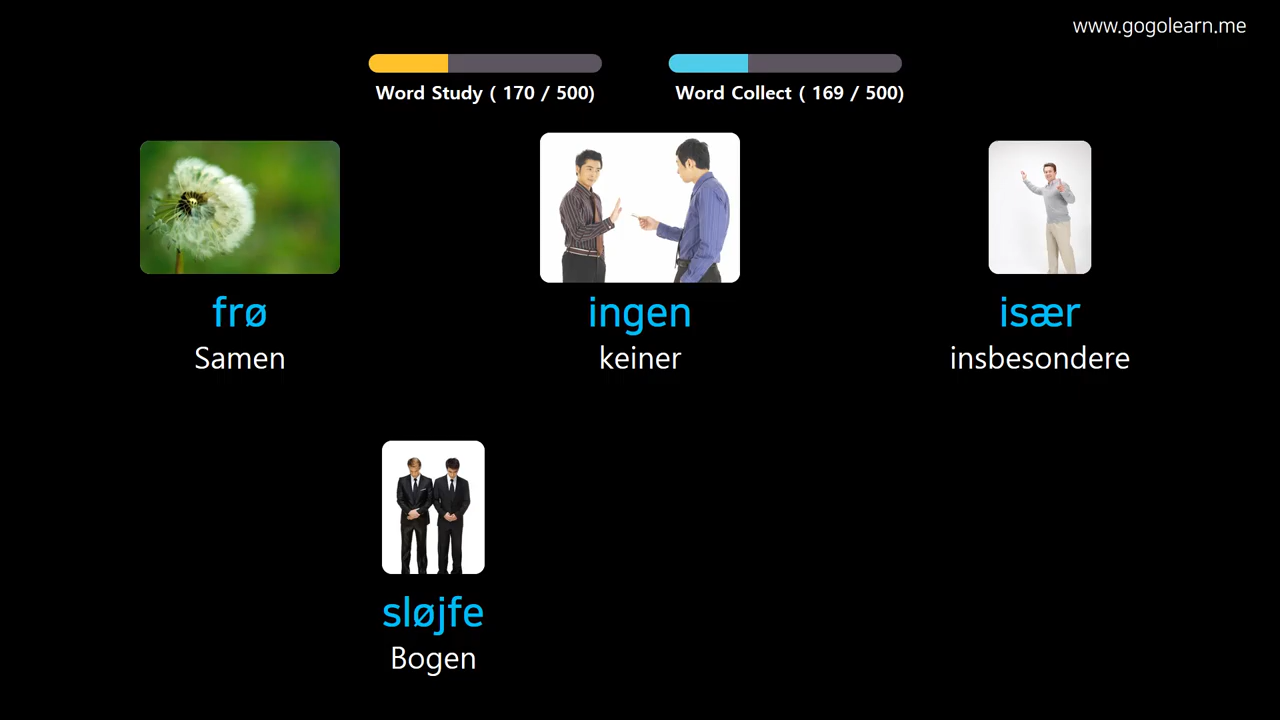 www.gogolearn.me
Word Study ( 170 / 500)
Word Collect ( 169 / 500)
frø
Samen
ingen
keiner
især
insbesondere
sløjfe
Bogen